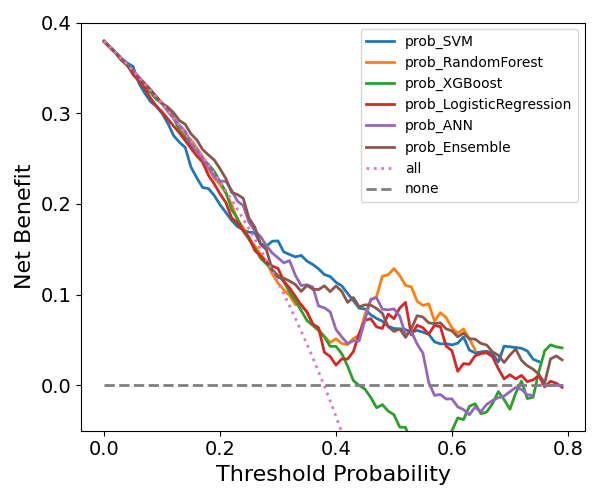 0.4
0.3
0.2
0.1
0.0
Net Benefit
prob_SVM
prob_RandomForest
prob_XGBoost
prob_LogisticRegression
prob_ANN
prob_Ensemble
all
none
0.0 0.2 0.4 0.6 0.8
Threshold Probability